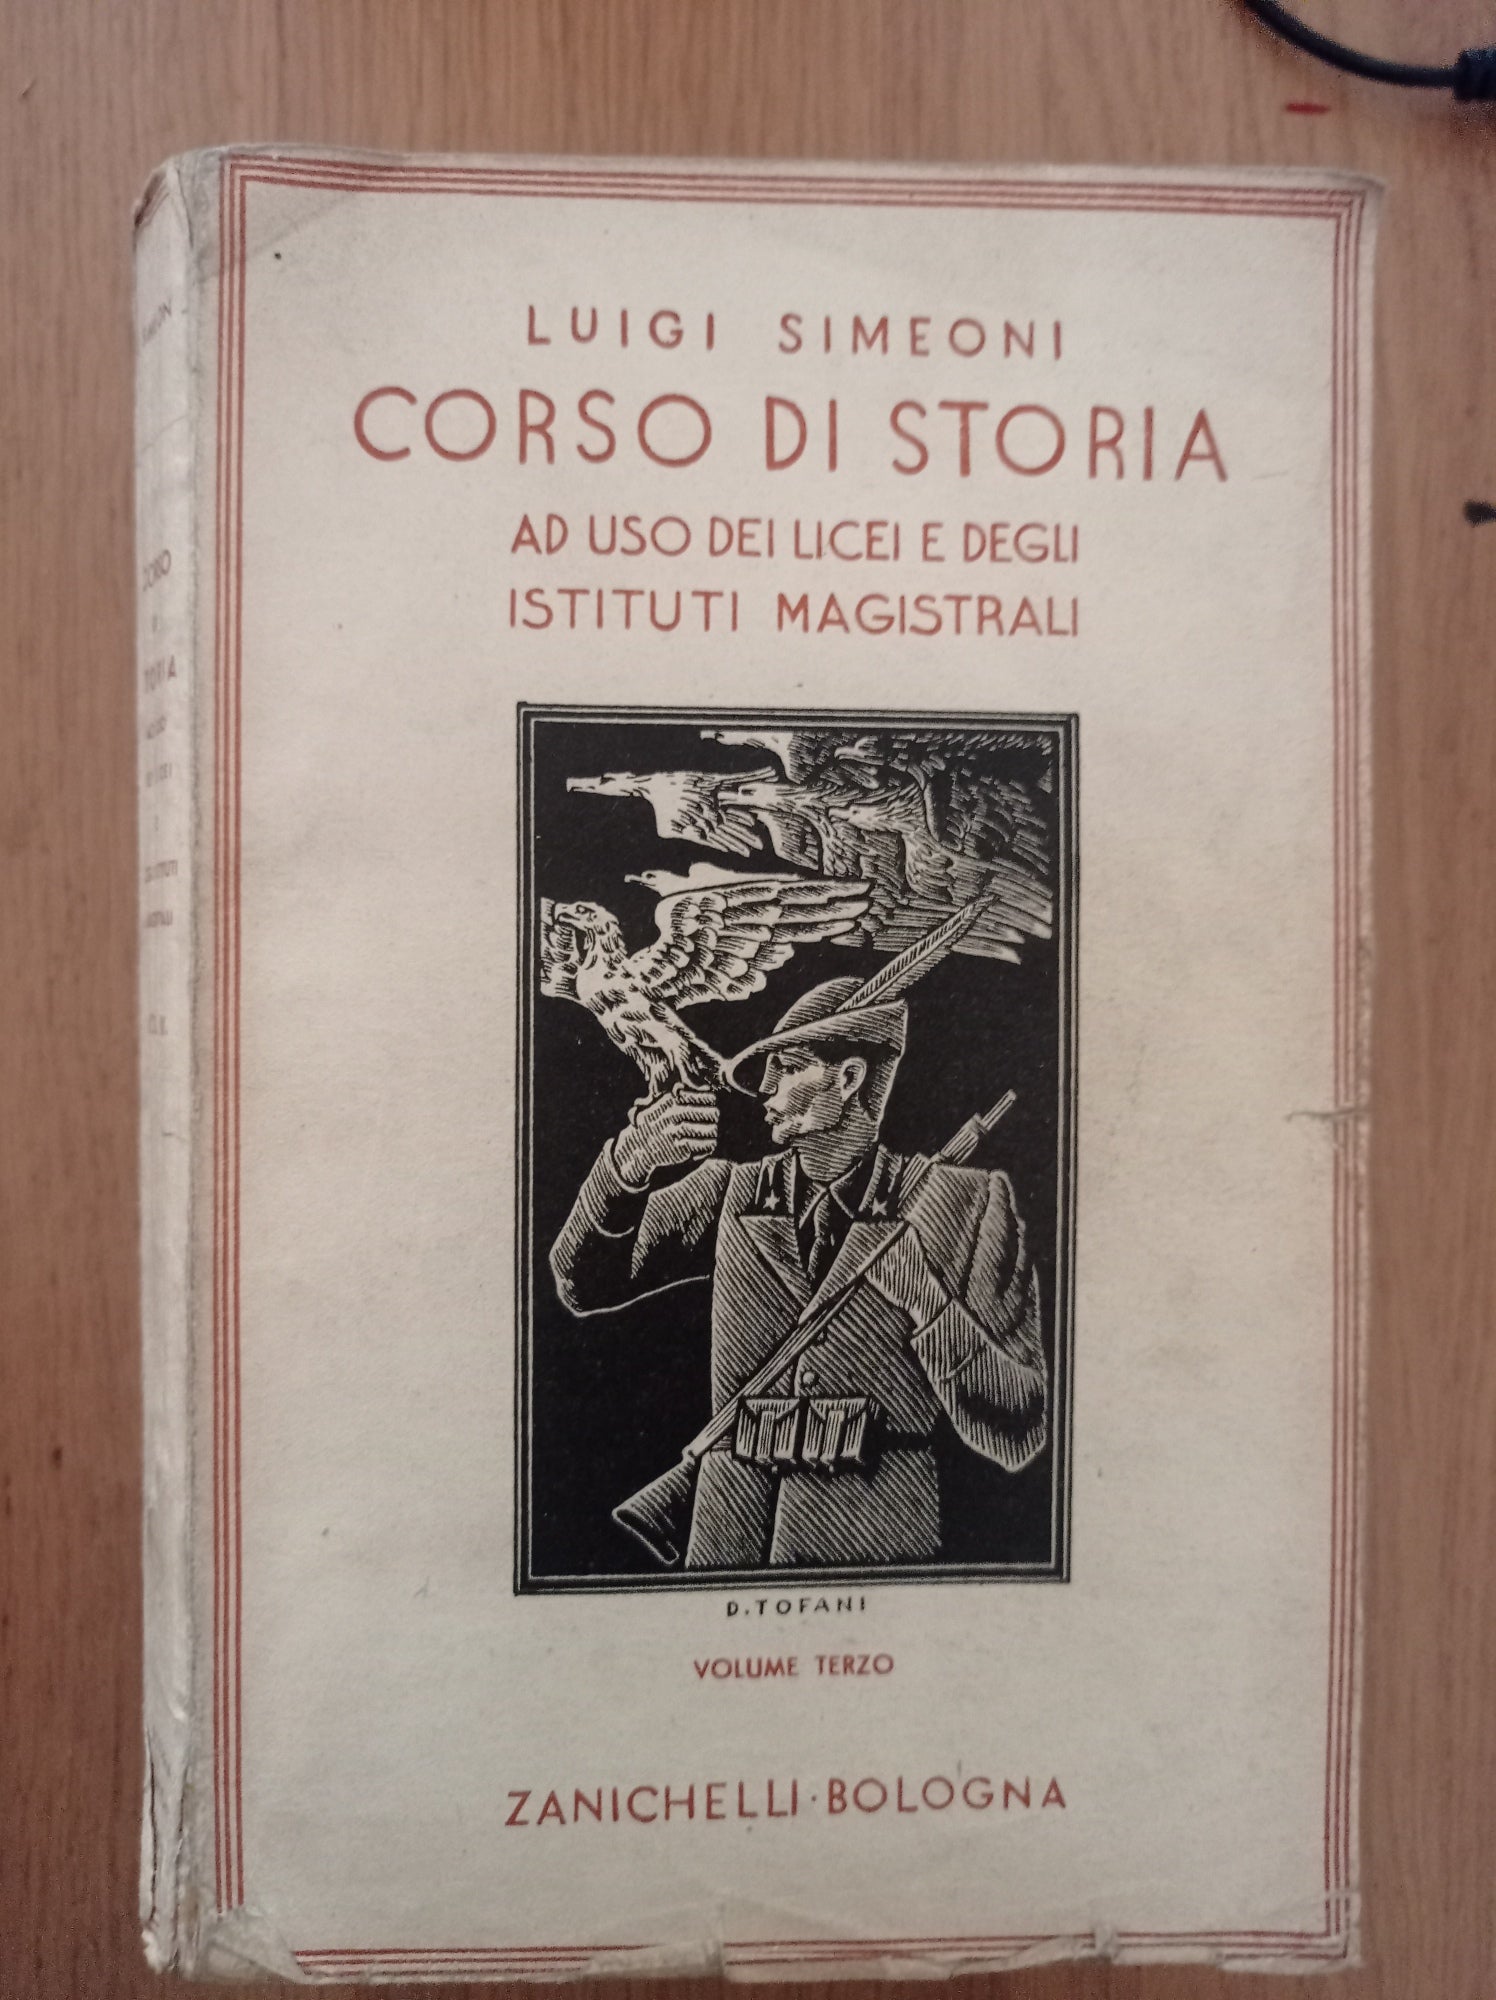 LUIGI SIMEONI
CORSO DI STORIA
AD USO DEI LICEI E DEGLI
ISTITUTI MAGISTRALI
D. TOFANI
VOLUME TERZO
ZANICHELLI · BOLOGNA